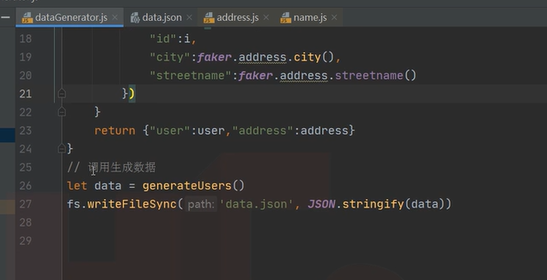 dataGenerator.js data.json address.js name.js
18 "id":i,
19 "city":faker.address.city(),
20 "streetname":faker.address.streetname()
21 })
22 }
23 return {"user":user,"address":address}
24 }
25 // 调用生成数据
26 let data = generateUsers()
27 fs.writeFileSync( path: 'data.json', JSON.stringify(data))
28
29